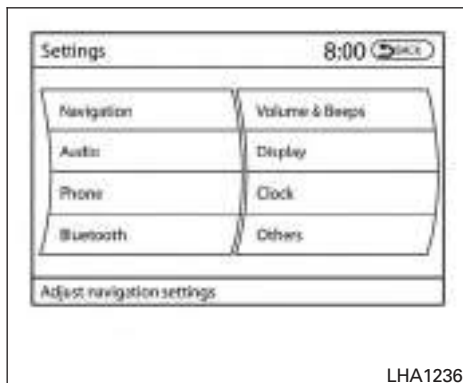 Settings 8:00 BACK
Navigation Volume & Beeps
Audio Display
Phone Clock
Bluetooth Others
Adjust navigation settings
LHA1236